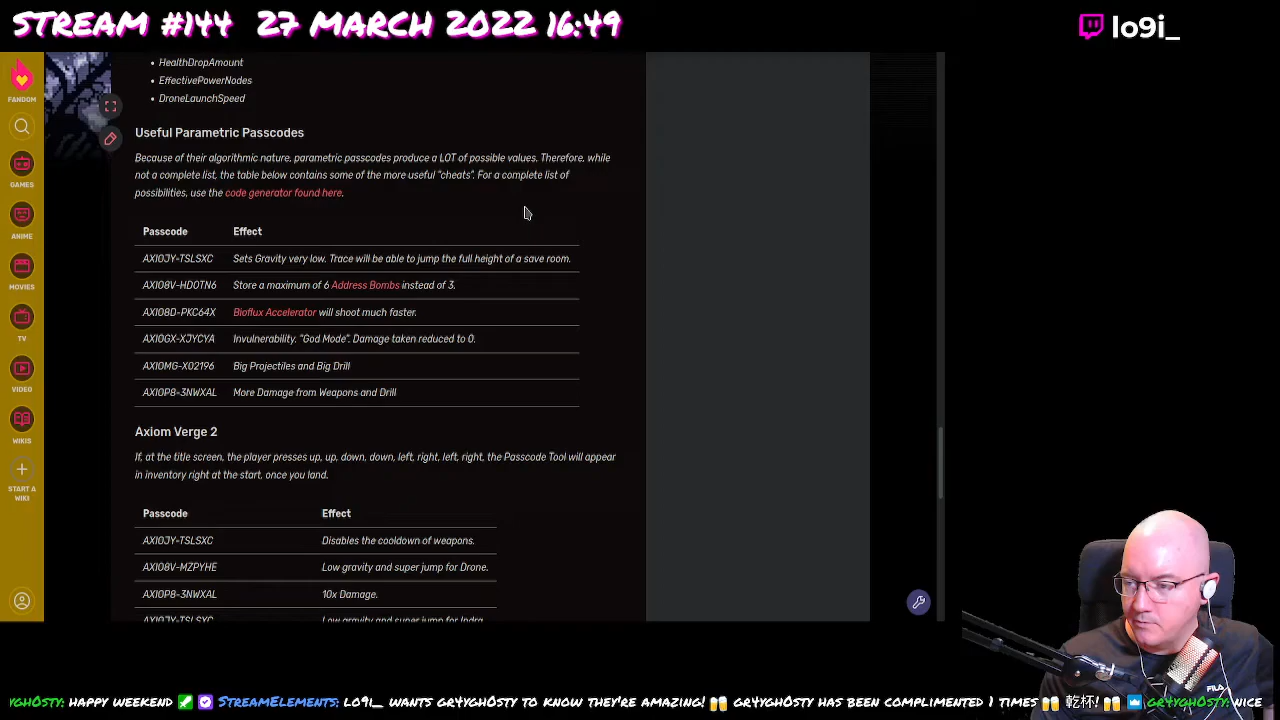 STREAM #144 27 MARCH 2022 16:49
lo9i_
FANDOM
GAMES
ANIME
MOVIES
TV
VIDEO
WIKIS
START A
WIKI
• HealthDropAmount
• EffectivePowerNodes
• DroneLaunchSpeed
Useful Parametric Passcodes
Because of their algorithmic nature, parametric passcodes produce a LOT of possible values. Therefore, while
not a complete list, the table below contains some of the more useful "cheats". For a complete list of
possibilities, use the code generator found here.
Passcode Effect
AXIOJY-TSLSXC Sets Gravity very low. Trace will be able to jump the full height of a save room.
AXIO8V-HDOTN6 Store a maximum of 6 Address Bombs instead of 3.
AXIO8D-PKC64X Bioflux Accelerator will shoot much faster.
AXIOGX-XJYCYA Invulnerability. "God Mode". Damage taken reduced to 0.
AXIOMG-XO2196 Big Projectiles and Big Drill
AXIOP8-3NWXAL More Damage from Weapons and Drill
Axiom Verge 2
If, at the title screen, the player presses up, up, down, down, left, right, left, right, the Passcode Tool will appear
in inventory right at the start, once you land.
Passcode Effect
AXIOJY-TSLSXC Disables the cooldown of weapons.
AXIO8V-MZPYHE Low gravity and super jump for Drone.
AXIOP8-3NWXAL 10x Damage.
AXIOJY-TSLSXC Low gravity and super jump for Indra
yghOsty: happy weekend StreamElements: Lo9i_ wants gr4yghOsty to know they're amazing! gr4yghOsty has been complimented 1 times 乾杯! gr4yghOsty: nice